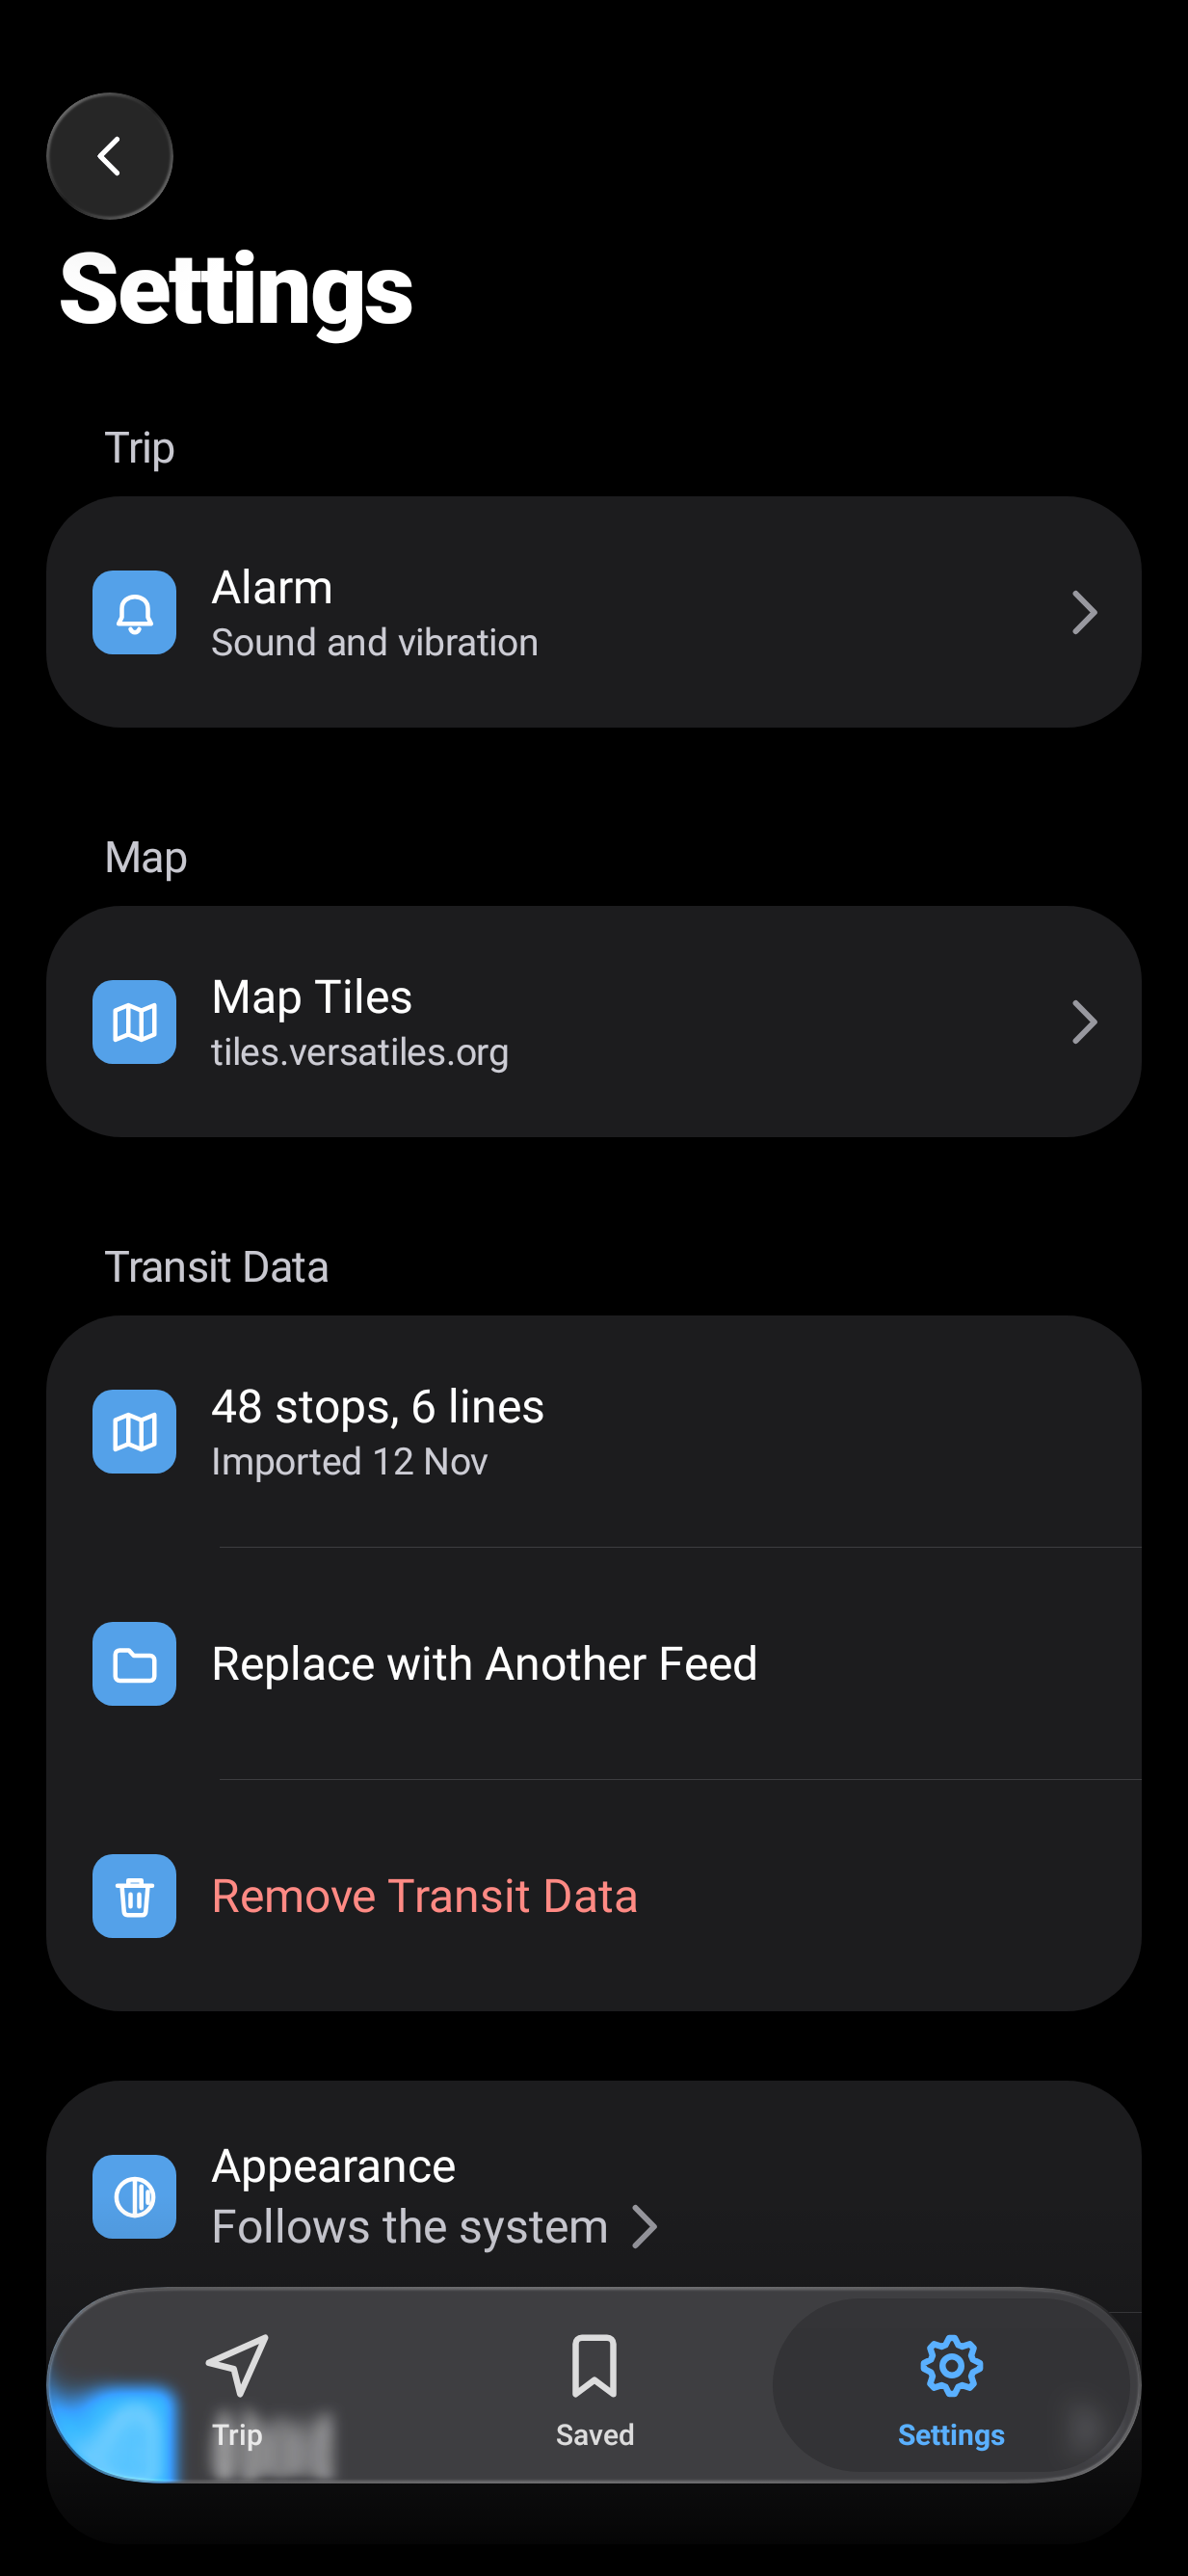 Settings
Trip
Alarm
Sound and vibration
Map
Map Tiles
tiles.versatiles.org
Transit Data
48 stops, 6 lines
Imported 12 Nov
Replace with Another Feed
Remove Transit Data
Appearance
Follows the system
Trip
Saved
Settings